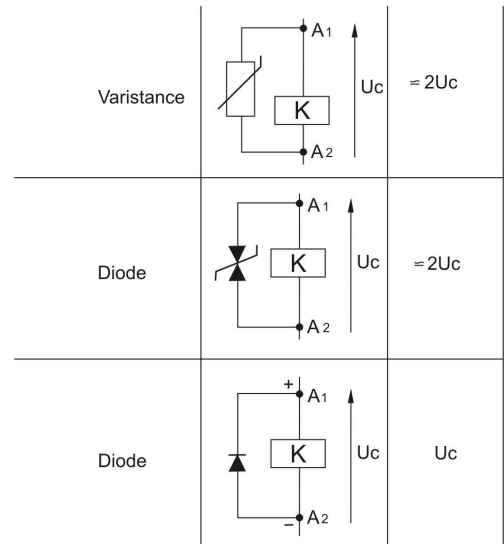 Varistance
A1
K
A2
Uc
≃ 2Uc
Diode
A1
K
A2
Uc
≃ 2Uc
Diode
+
A1
K
A2
−
Uc
Uc